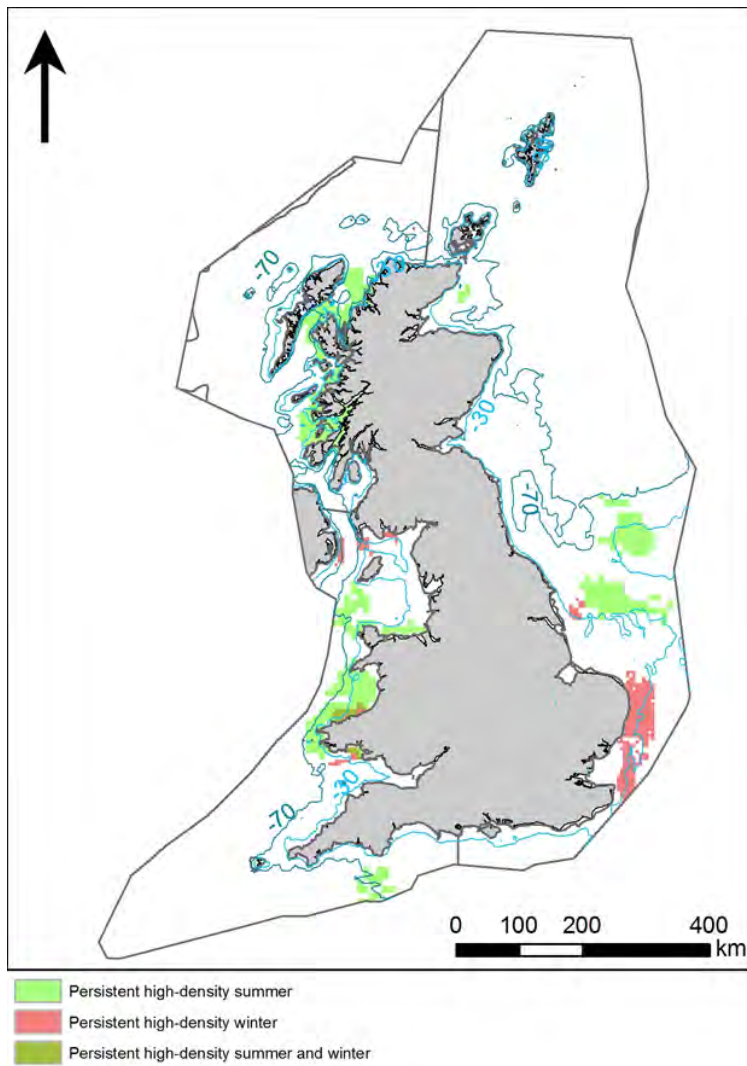 -70
-30
-30
-70
-30
-70
0 100 200 400
km
Persistent high-density summer
Persistent high-density winter
Persistent high-density summer and winter